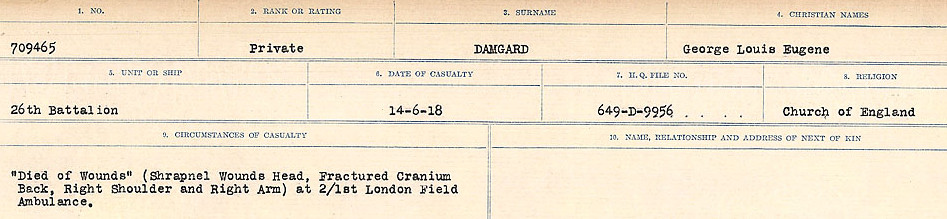 1. NO. 2. RANK OR RATING 3. SURNAME 4. CHRISTIAN NAMES
709465 Private DAMGARD George Louis Eugene
5. UNIT OR SHIP 6. DATE OF CASUALTY 7. H.Q. FILE NO. 8. RELIGION
26th Battalion 14-6-18 649-D-9956 . . . . . Church of England
9. CIRCUMSTANCES OF CASUALTY 10. NAME, RELATIONSHIP AND ADDRESS OF NEXT OF KIN
"Died of Wounds" (Shrapnel Wounds Head, Fractured Cranium
Back, Right Shoulder and Right Arm) at 2/1st London Field
Ambulance.